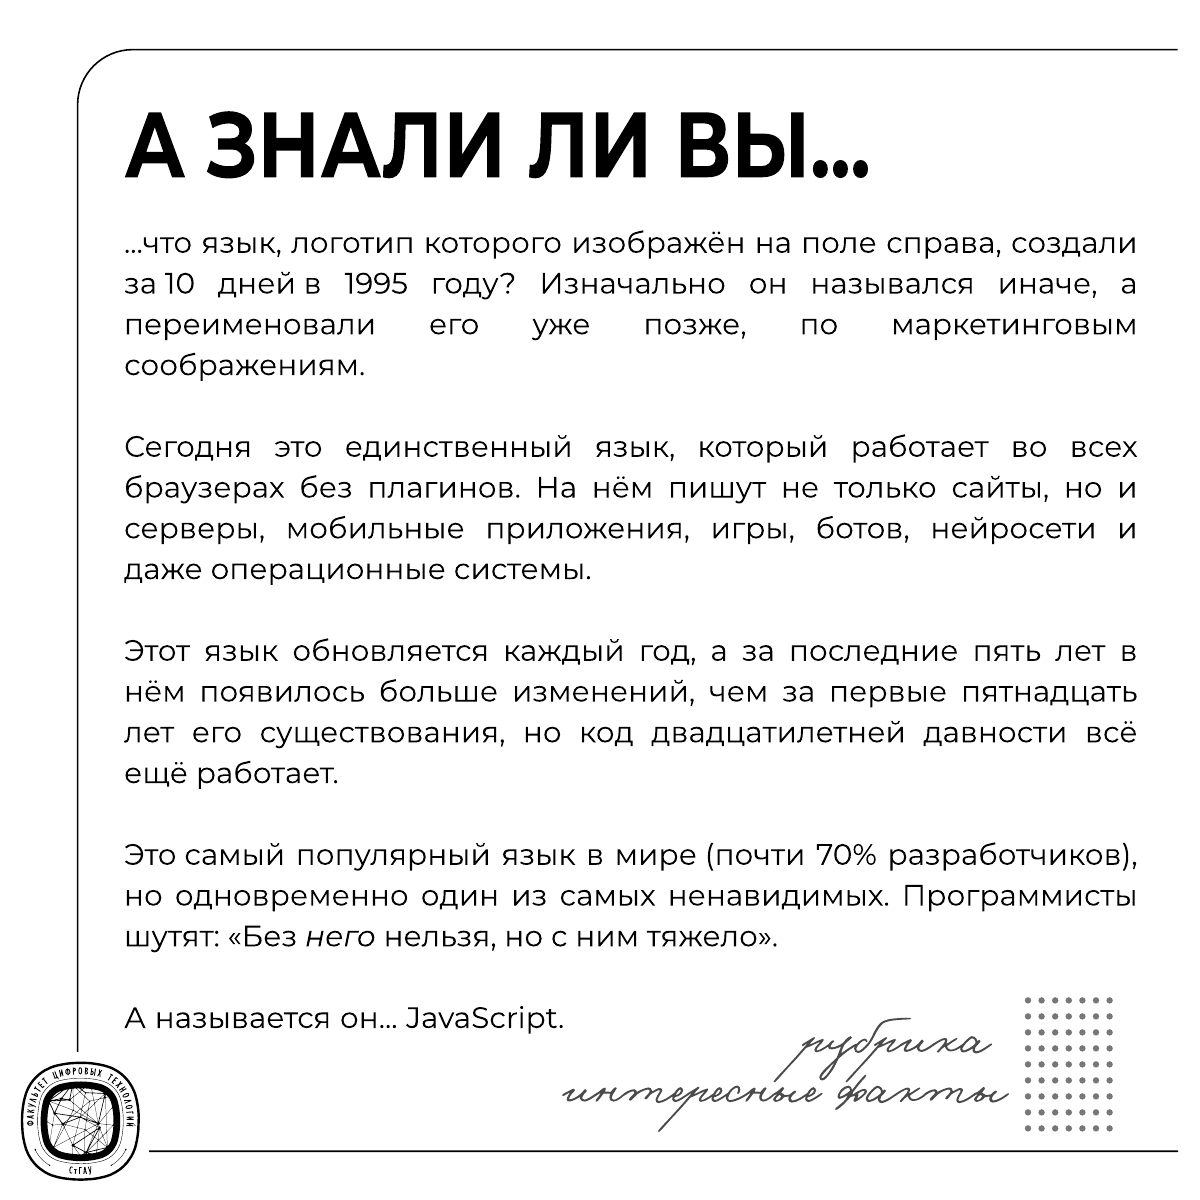 А ЗНАЛИ ЛИ ВЫ...
...что язык, логотип которого изображён на поле справа, создали
за 10 дней в 1995 году? Изначально он назывался иначе, а
переименовали его уже позже, по маркетинговым
соображениям.
Сегодня это единственный язык, который работает во всех
браузерах без плагинов. На нём пишут не только сайты, но и
серверы, мобильные приложения, игры, ботов, нейросети и
даже операционные системы.
Этот язык обновляется каждый год, а за последние пять лет в
нём появилось больше изменений, чем за первые пятнадцать
лет его существования, но код двадцатилетней давности всё
ещё работает.
Это самый популярный язык в мире (почти 70% разработчиков),
но одновременно один из самых ненавидимых. Программисты
шутят: «Без него нельзя, но с ним тяжело».
А называется он... JavaScript.
рубрика
интересные факты
ФАКУЛЬТЕТ ЦИФРОВЫХ ТЕХНОЛОГИЙ
СтГАУ